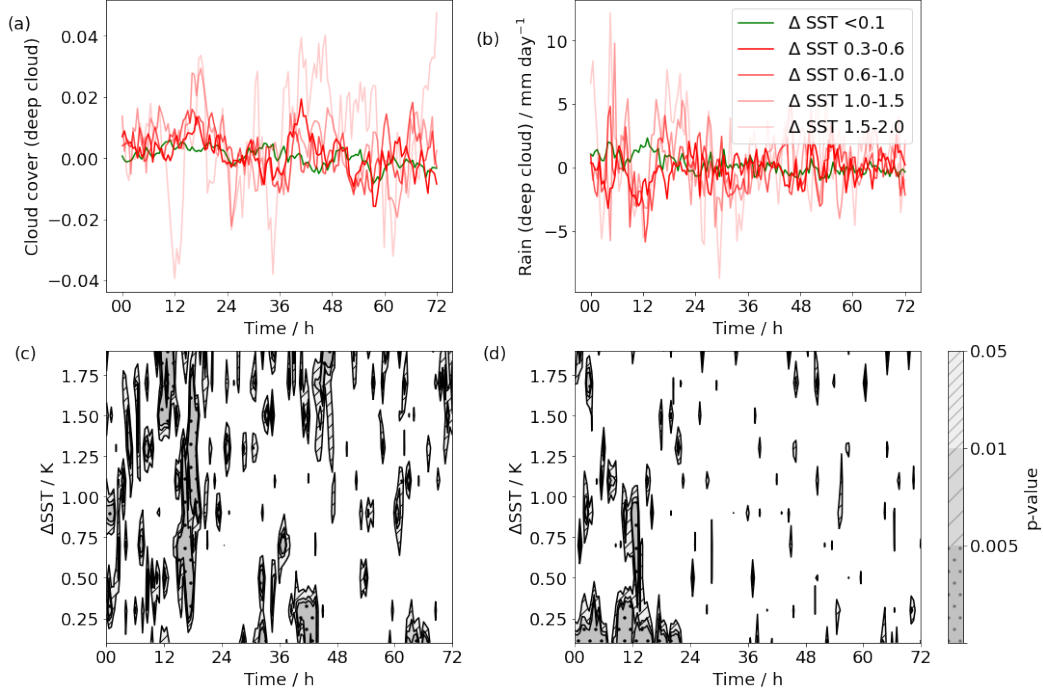 (a)
Cloud cover (deep cloud)
0.04
0.02
0.00
−0.02
−0.04
00 12 24 36 48 60 72
Time / h
(b)
Rain (deep cloud) / mm day⁻¹
10
5
0
−5
00 12 24 36 48 60 72
Time / h
Δ SST <0.1
Δ SST 0.3-0.6
Δ SST 0.6-1.0
Δ SST 1.0-1.5
Δ SST 1.5-2.0
(c)
ΔSST / K
1.75
1.50
1.25
1.00
0.75
0.50
0.25
00 12 24 36 48 60 72
Time / h
(d)
ΔSST / K
1.75
1.50
1.25
1.00
0.75
0.50
0.25
00 12 24 36 48 60 72
Time / h
0.05
0.01
0.005
p-value